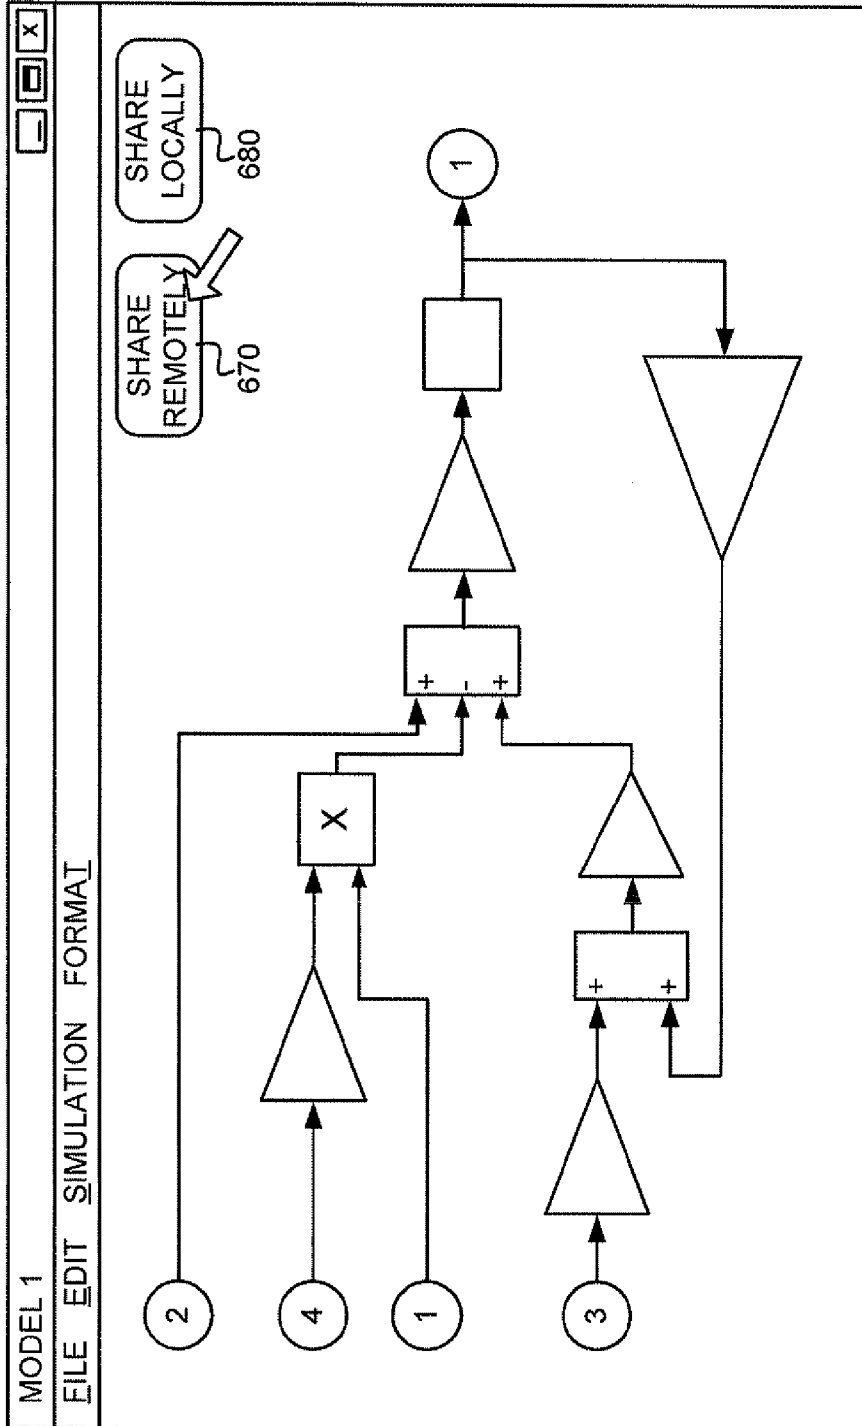 MODEL 1
_ X
FILE EDIT SIMULATION FORMAT
SHARE
REMOTELY
670
SHARE
LOCALLY
680
2
4
1
3
X
+
-
+
+
+
1